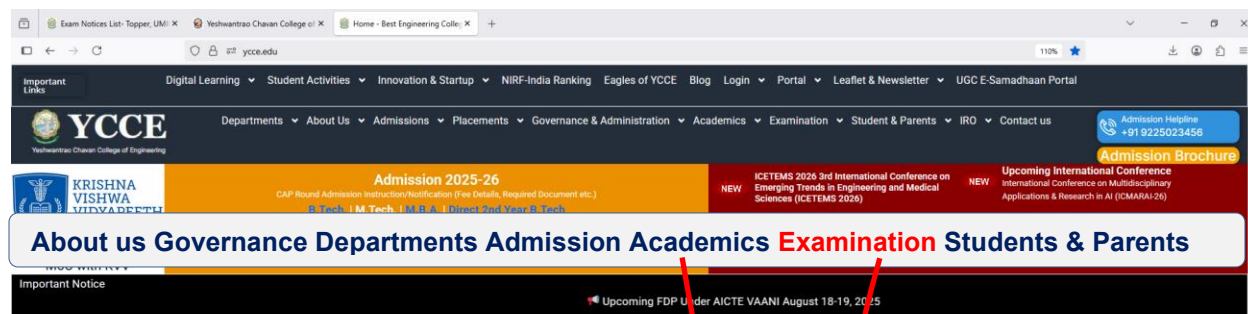 Exam Notices List- Topper, UMI
Yeshwantrao Chavan College of
Home - Best Engineering Colleg
ycce.edu
110%
Important Links
Digital Learning Student Activities Innovation & Startup NIRF-India Ranking Eagles of YCCE Blog Login Portal Leaflet & Newsletter UGC E-Samadhaan Portal
YCCE
Yeshwantrao Chavan College of Engineering
Departments About Us Admissions Placements Governance & Administration Academics Examination Student & Parents IRO Contact us
Admission Helpline
+91 9225023456
Admission Brochure
KRISHNA
VISHWA
VIDYAPEETH
Admission 2025-26
CAP Round Admission Instruction/Notification (Fee Details, Required Document etc.)
B.Tech. | M.Tech. | M.B.A. | Direct 2nd Year B.Tech
NEW
ICETEMS 2026 3rd International Conference on
Emerging Trends in Engineering and Medical
Sciences (ICETEMS 2026)
NEW
Upcoming International Conference
International Conference on Multidisciplinary
Applications & Research in AI (ICMARAI-26)
About us Governance Departments Admission Academics Examination Students & Parents
Important Notice
Upcoming FDP Under AICTE VAANI August 18-19, 2025